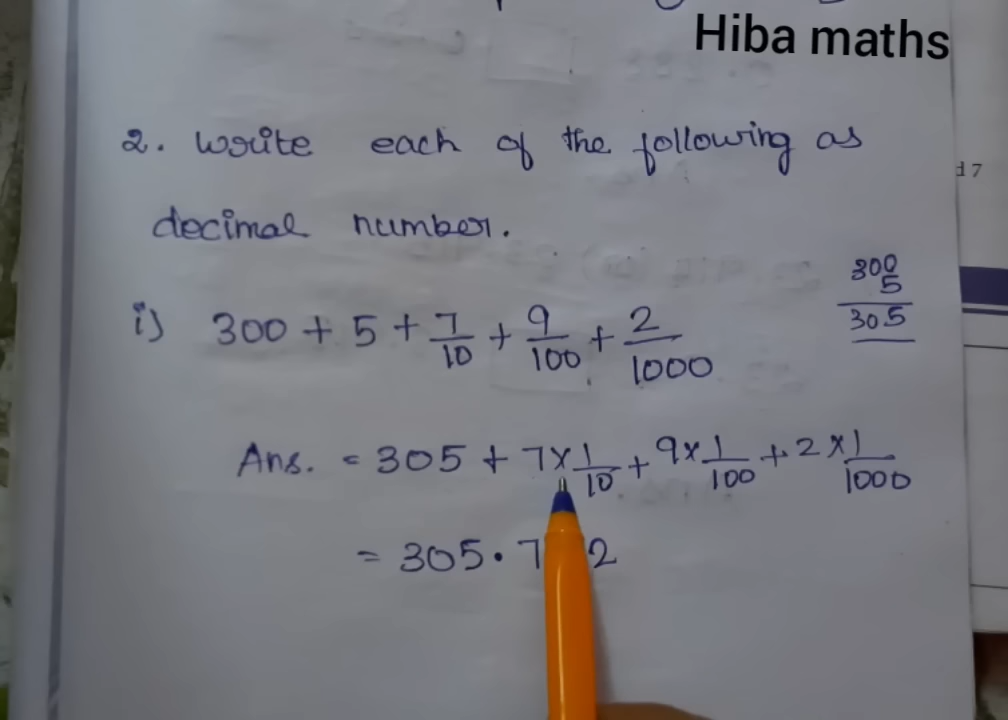 Hiba maths
2. Write each of the following as
decimal number.
d 7
300
5
305
i) 300 + 5 + 7/10 + 9/100 + 2/1000
Ans. = 305 + 7 × 1/10 + 9 × 1/100 + 2 × 1/1000
= 305.7 2